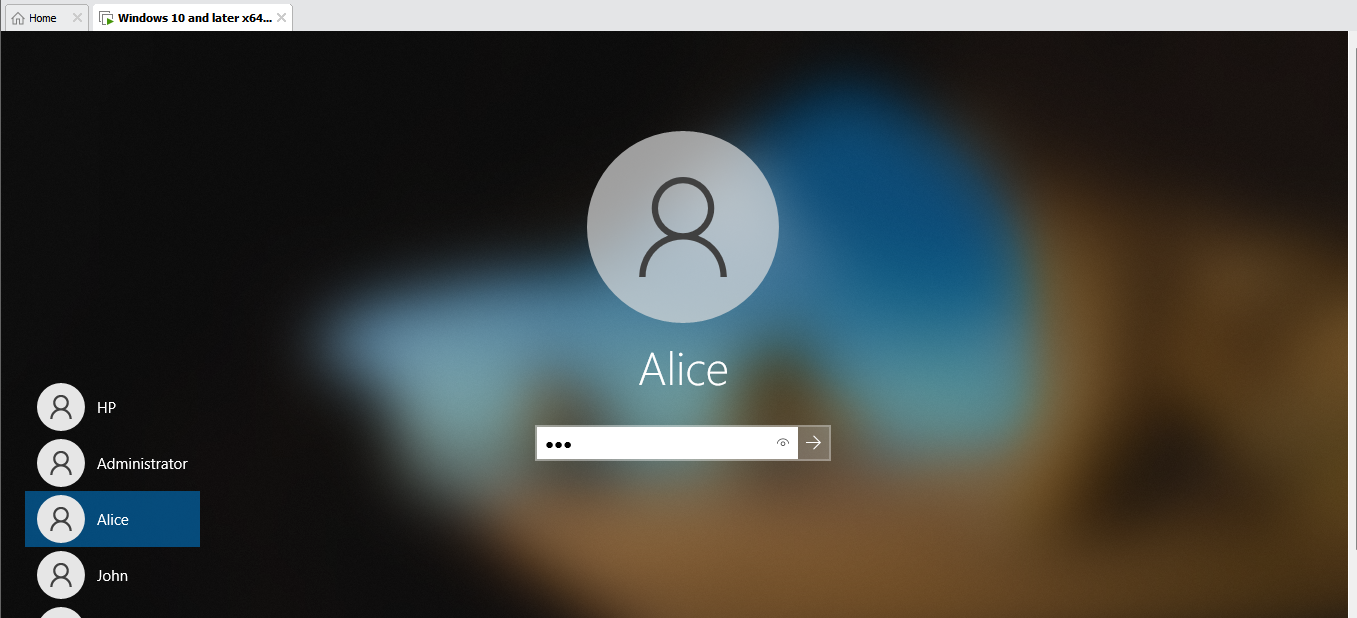 Home
Windows 10 and later x64...
Alice
•••
HP
Administrator
Alice
John